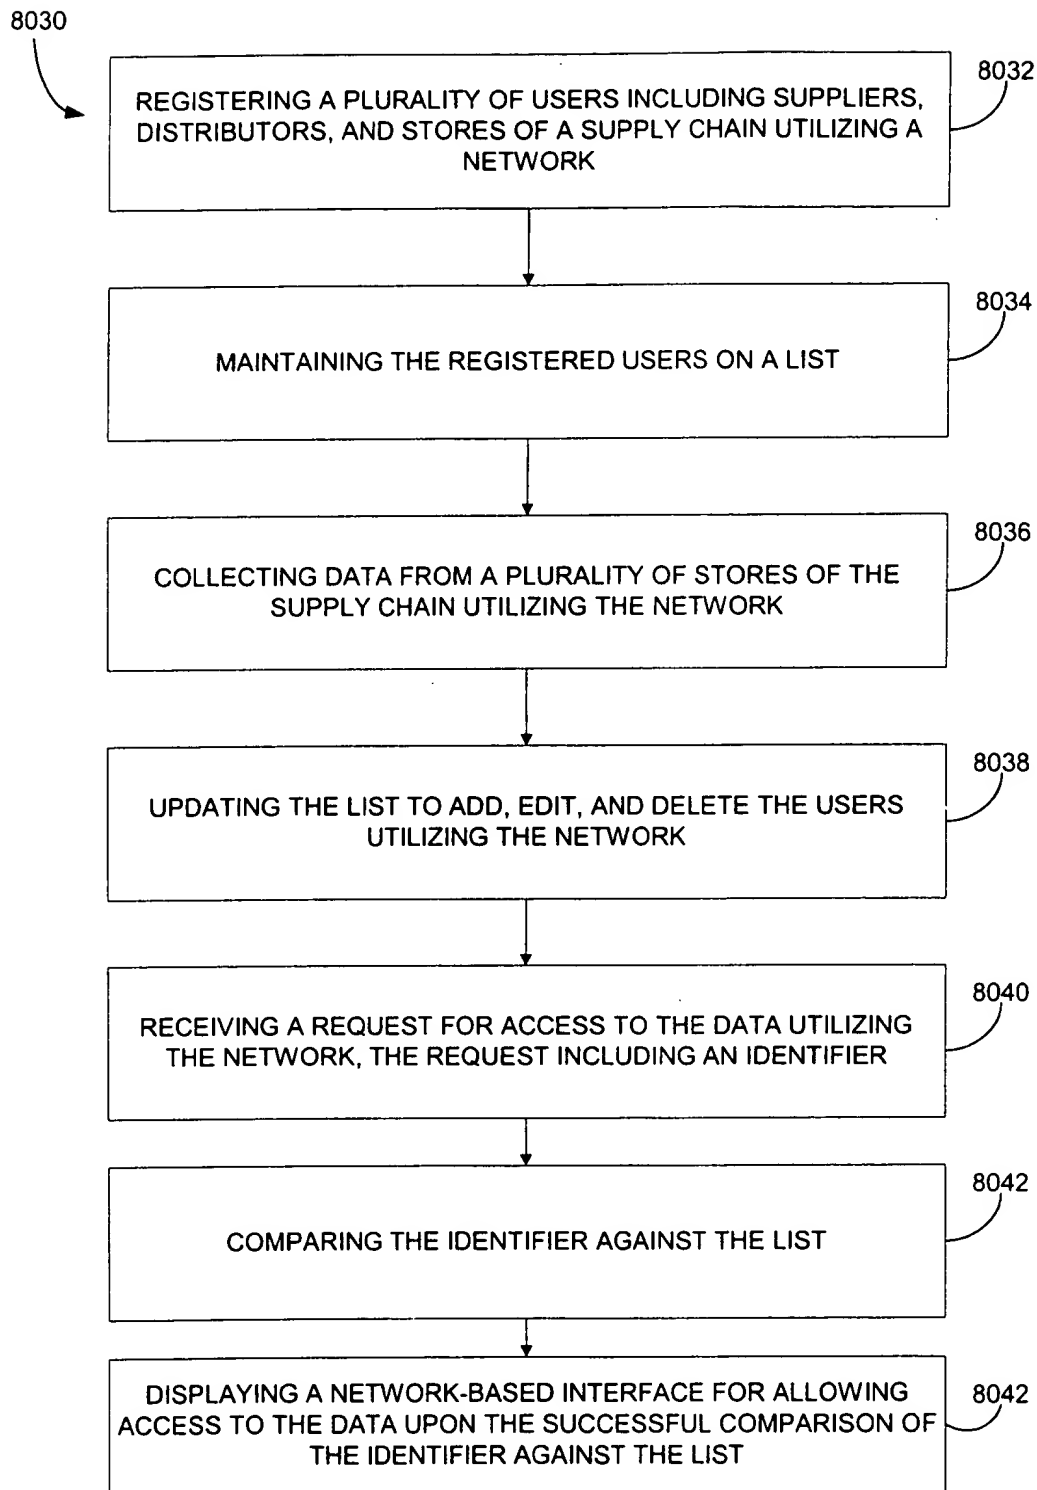 8030
8032
REGISTERING A PLURALITY OF USERS INCLUDING SUPPLIERS,
DISTRIBUTORS, AND STORES OF A SUPPLY CHAIN UTILIZING A
NETWORK
8034
MAINTAINING THE REGISTERED USERS ON A LIST
8036
COLLECTING DATA FROM A PLURALITY OF STORES OF THE
SUPPLY CHAIN UTILIZING THE NETWORK
8038
UPDATING THE LIST TO ADD, EDIT, AND DELETE THE USERS
UTILIZING THE NETWORK
8040
RECEIVING A REQUEST FOR ACCESS TO THE DATA UTILIZING
THE NETWORK, THE REQUEST INCLUDING AN IDENTIFIER
8042
COMPARING THE IDENTIFIER AGAINST THE LIST
8042
DISPLAYING A NETWORK-BASED INTERFACE FOR ALLOWING
ACCESS TO THE DATA UPON THE SUCCESSFUL COMPARISON OF
THE IDENTIFIER AGAINST THE LIST